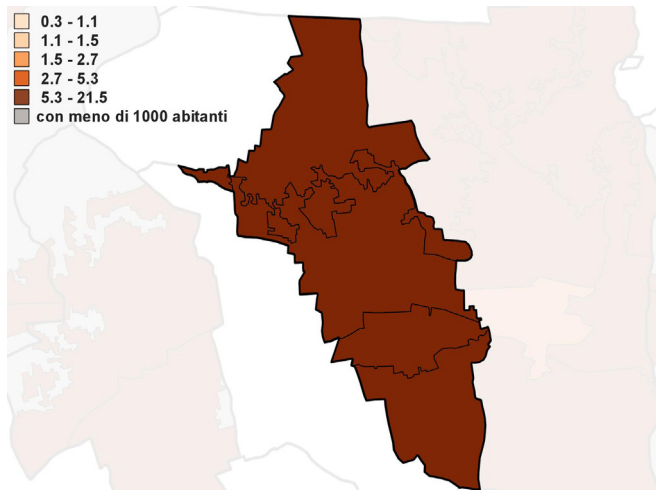 0.3 - 1.1
1.1 - 1.5
1.5 - 2.7
2.7 - 5.3
5.3 - 21.5
con meno di 1000 abitanti